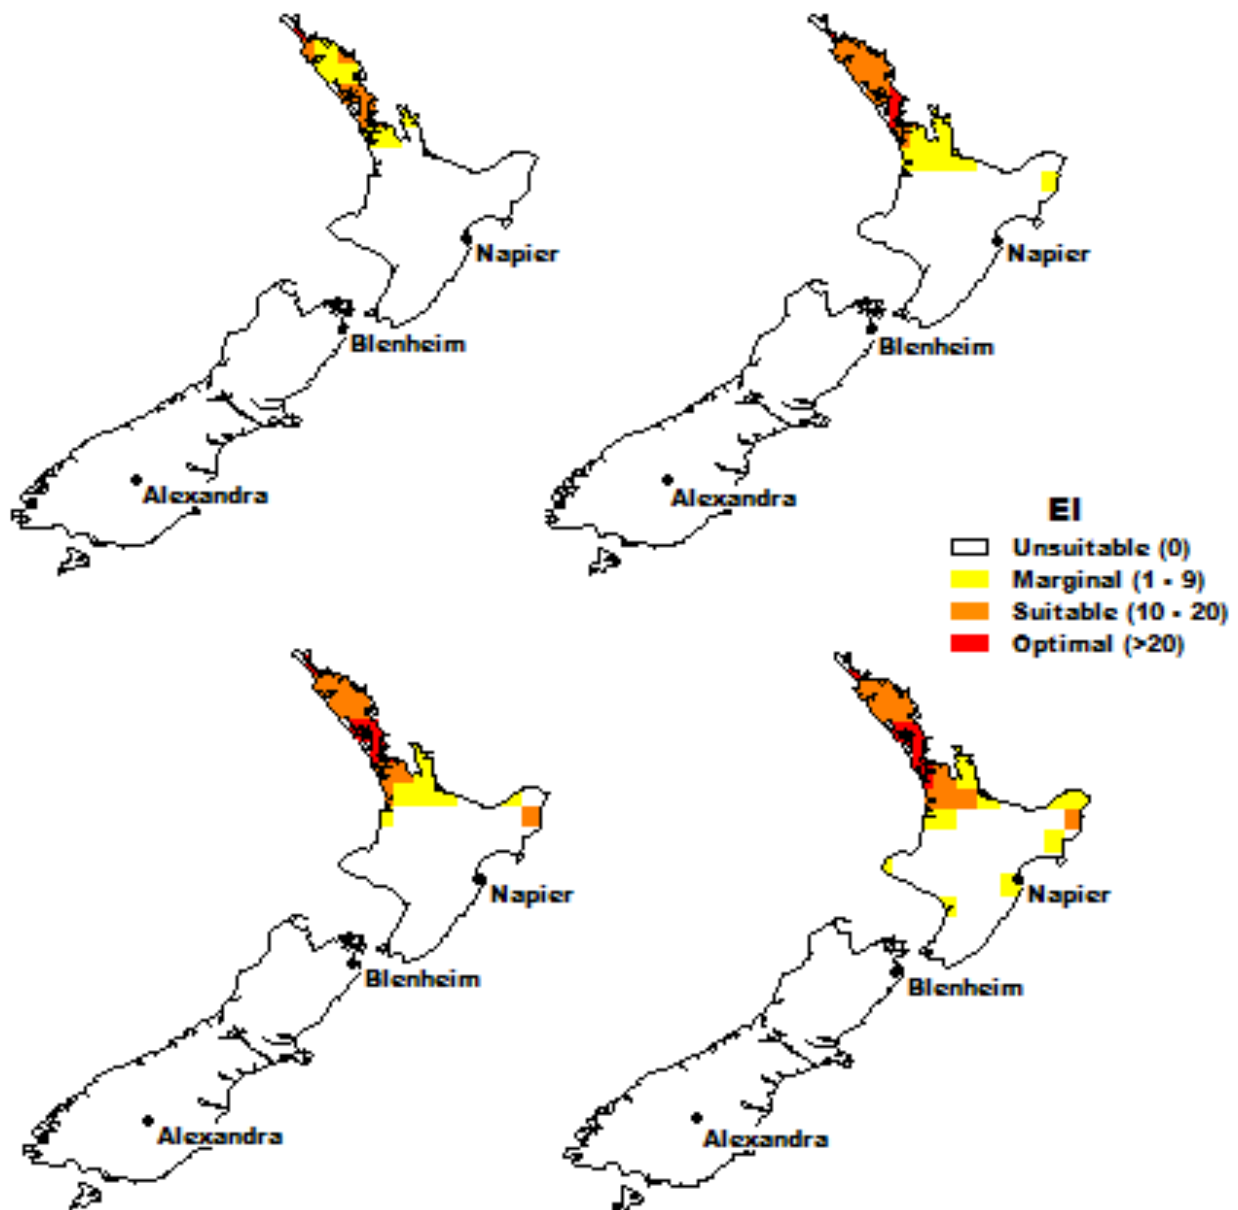 Napier
Blenheim
Alexandra
Napier
Blenheim
Alexandra
EI
Unsuitable (0)
Marginal (1 - 9)
Suitable (10 - 20)
Optimal (>20)
Napier
Blenheim
Alexandra
Napier
Blenheim
Alexandra